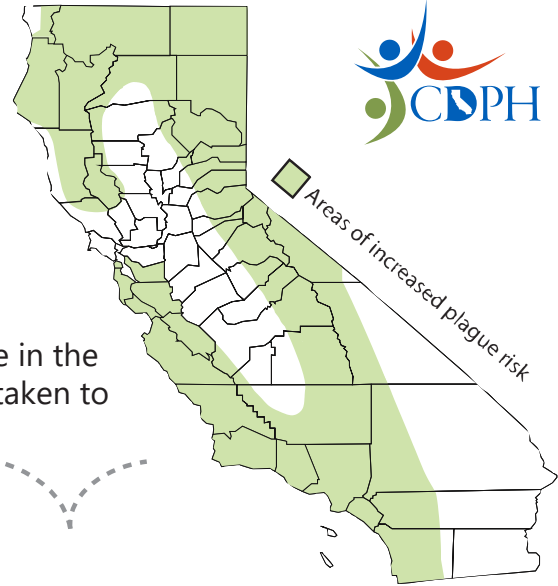 CDPH
Areas of increased plague risk
e in the
taken to